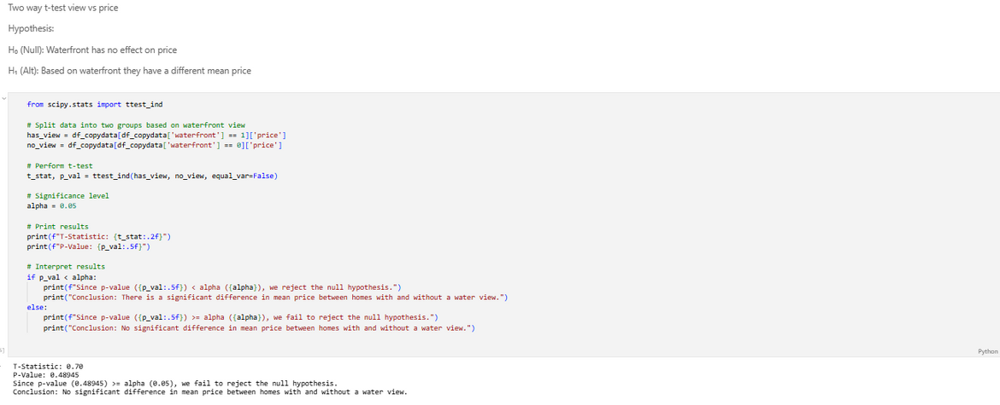 Two way t-test view vs price
Hypothesis:
H₀ (Null): Waterfront has no effect on price
H₁ (Alt): Based on waterfront they have a different mean price
from scipy.stats import ttest_ind
# Split data into two groups based on waterfront view
has_view = df_copydata[df_copydata['waterfront'] == 1]['price']
no_view = df_copydata[df_copydata['waterfront'] == 0]['price']
# Perform t-test
t_stat, p_val = ttest_ind(has_view, no_view, equal_var=False)
# Significance level
alpha = 0.05
# Print results
print(f"T-Statistic: {t_stat:.2f}")
print(f"P-Value: {p_val:.5f}")
# Interpret results
if p_val < alpha:
print(f"Since p-value ({p_val:.5f}) < alpha ({alpha}), we reject the null hypothesis.")
print("Conclusion: There is a significant difference in mean price between homes with and without a water view.")
else:
print(f"Since p-value ({p_val:.5f}) >= alpha ({alpha}), we fail to reject the null hypothesis.")
print("Conclusion: No significant difference in mean price between homes with and without a water view.")
Python
T-Statistic: 0.70
P-Value: 0.48945
Since p-value (0.48945) >= alpha (0.05), we fail to reject the null hypothesis.
Conclusion: No significant difference in mean price between homes with and without a water view.